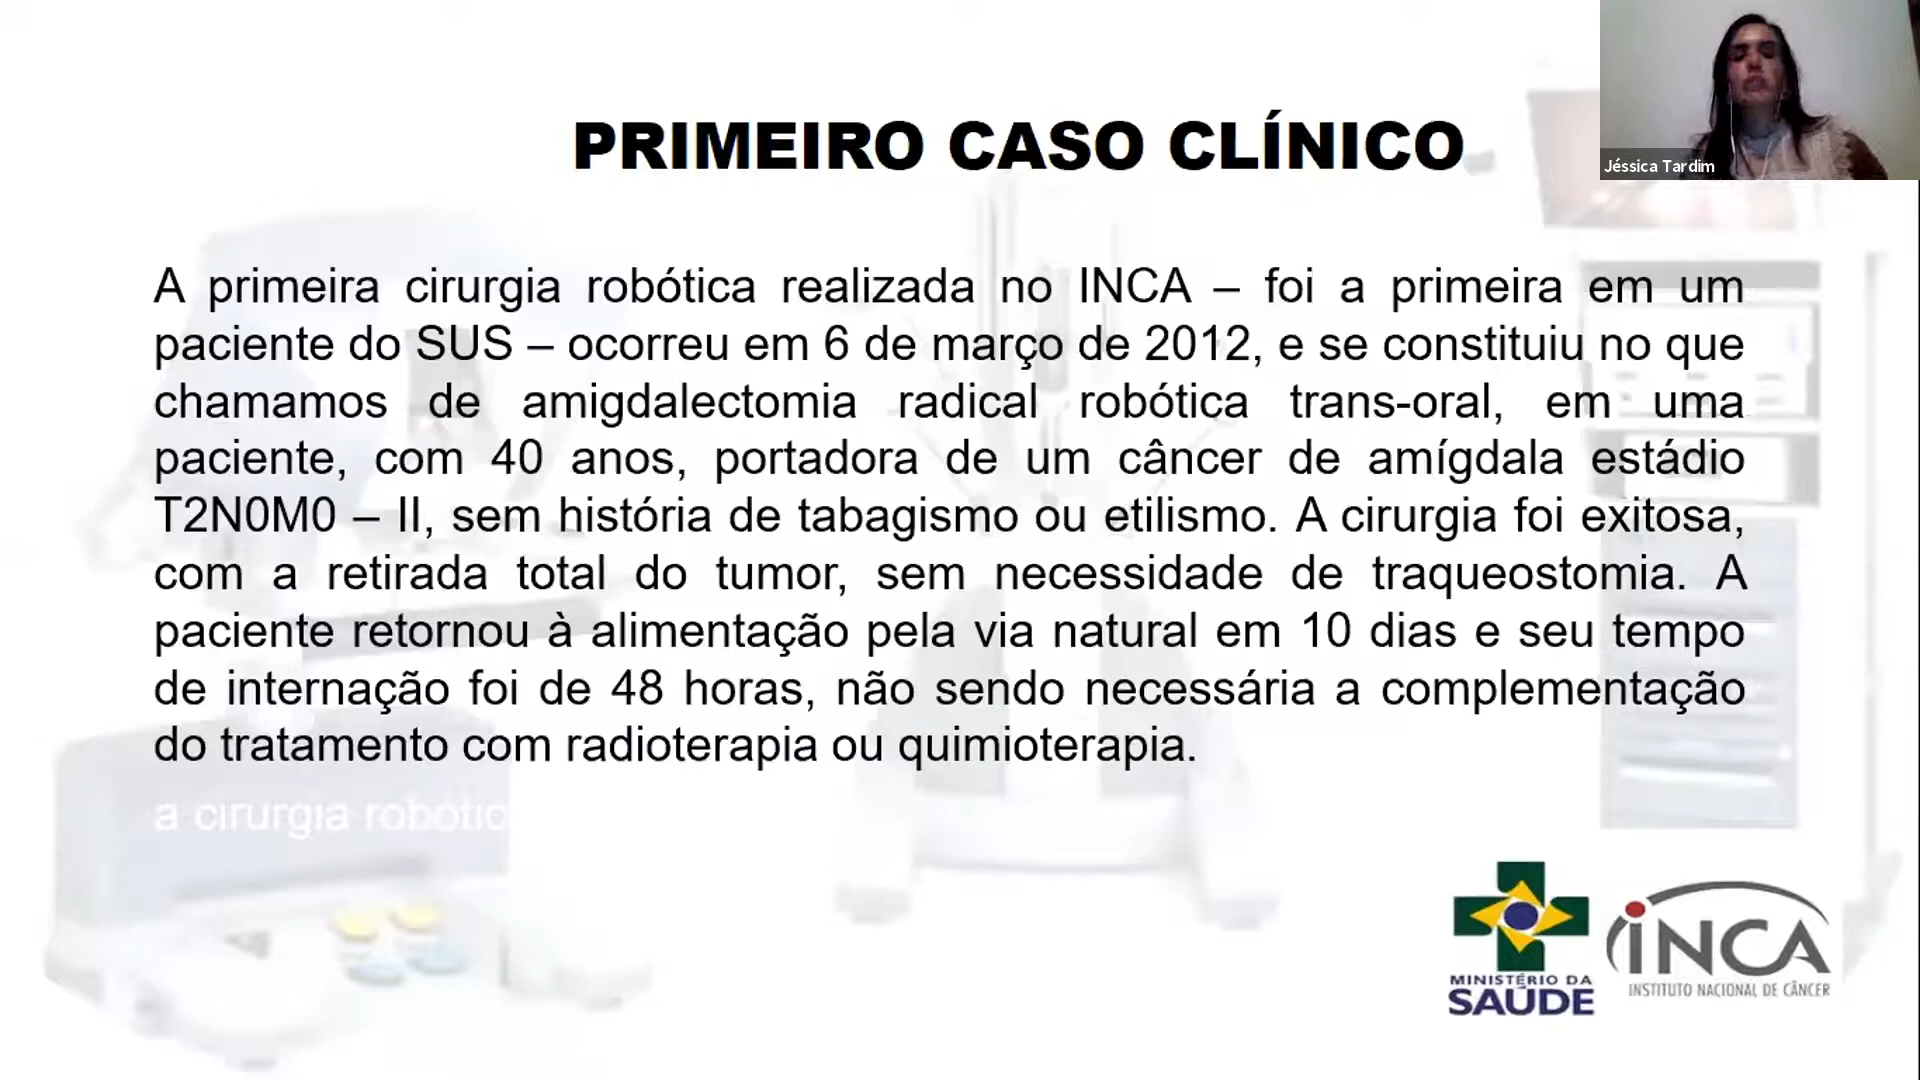 Jéssica Tardim
PRIMEIRO CASO CLÍNICO
A primeira cirurgia robótica realizada no INCA – foi a primeira em um
paciente do SUS – ocorreu em 6 de março de 2012, e se constituiu no que
chamamos de amigdalectomia radical robótica trans-oral, em uma
paciente, com 40 anos, portadora de um câncer de amígdala estádio
T2N0M0 – II, sem história de tabagismo ou etilismo. A cirurgia foi exitosa,
com a retirada total do tumor, sem necessidade de traqueostomia. A
paciente retornou à alimentação pela via natural em 10 dias e seu tempo
de internação foi de 48 horas, não sendo necessária a complementação
do tratamento com radioterapia ou quimioterapia.
a cirurgia robótic
MINISTÉRIO DA
SAÚDE
INCA
INSTITUTO NACIONAL DE CÂNCER